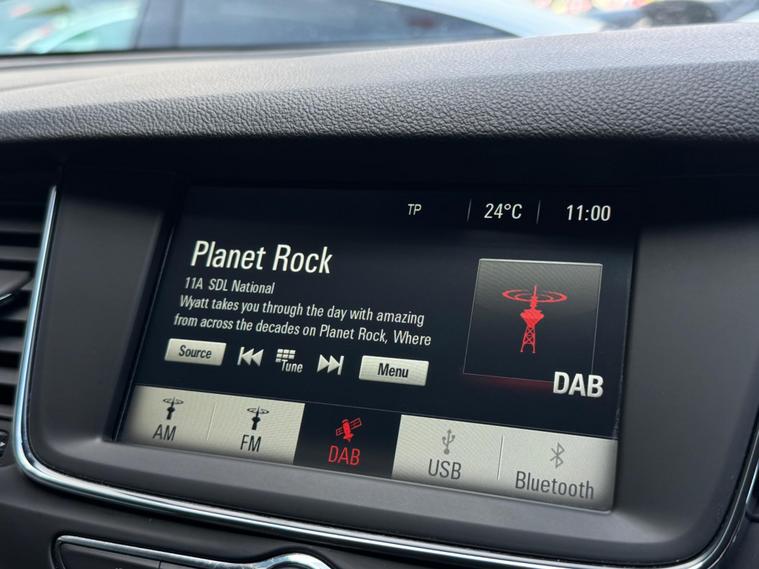 TP 24°C 11:00
Planet Rock
11A SDL National
Wyatt takes you through the day with amazing
from across the decades on Planet Rock, Where
Source Tune Menu
DAB
AM FM DAB USB Bluetooth